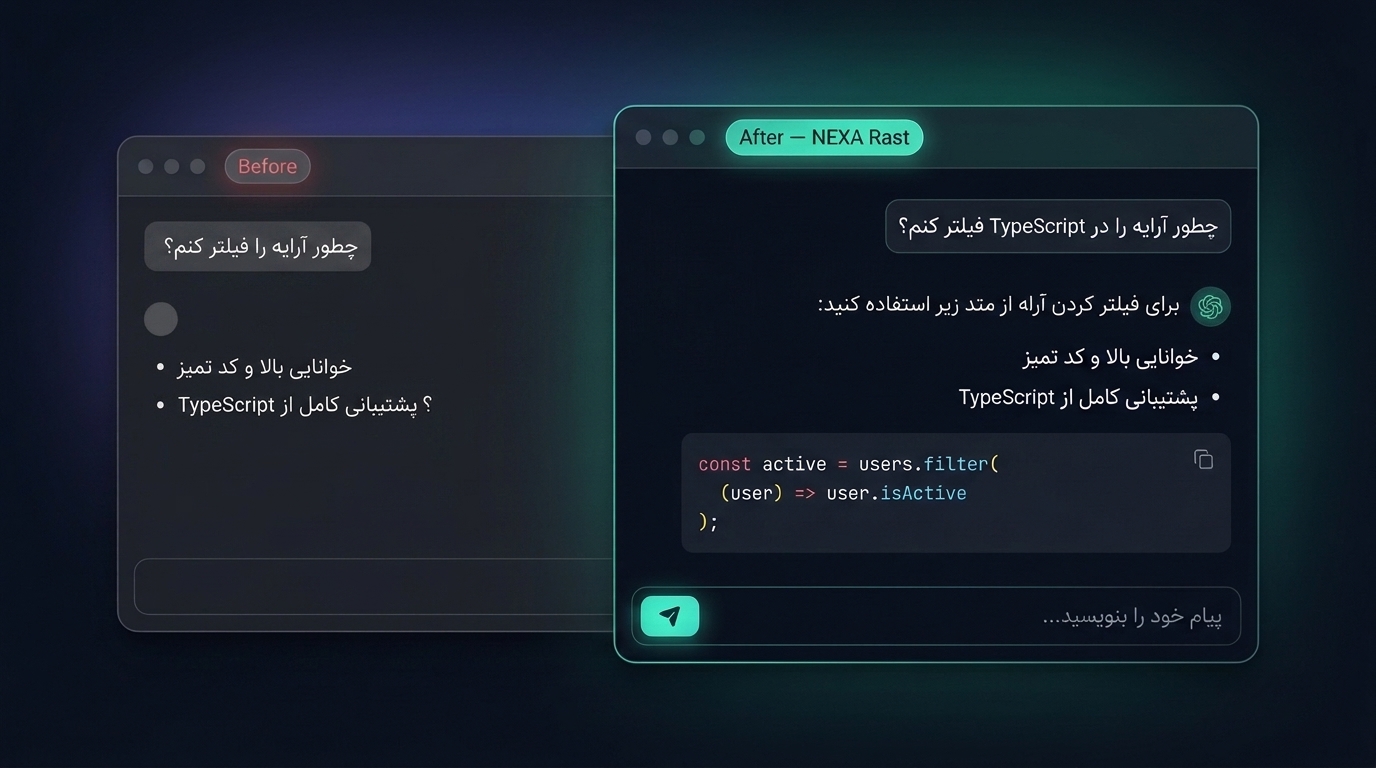 Before
چطور آرایه را فیلتر کنم؟
خوانایی بالا و کد تمیز
؟ پشتیبانی کامل از TypeScript
After — NEXA Rast
چطور آرایه را در TypeScript فیلتر کنم؟
برای فیلتر کردن آراه از متد زیر استفاده کنید:
خوانایی بالا و کد تمیز
پشتیبانی کامل از TypeScript
const active = users.filter(
(user) => user.isActive
);
پیام خود را بنویسید...